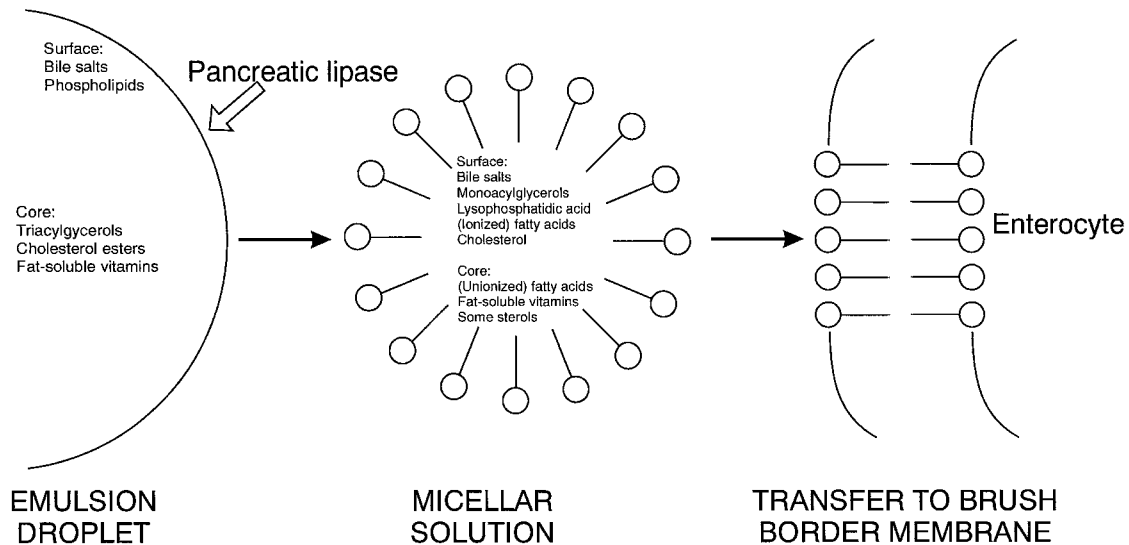 Surface:
Bile salts
Phospholipids
Pancreatic lipase
Core:
Triacylgycerols
Cholesterol esters
Fat-soluble vitamins
Surface:
Bile salts
Monoacylglycerols
Lysophosphatidic acid
(Ionized) fatty acids
Cholesterol
Core:
(Unionized) fatty acids
Fat-soluble vitamins
Some sterols
Enterocyte
EMULSION
DROPLET
MICELLAR
SOLUTION
TRANSFER TO BRUSH
BORDER MEMBRANE